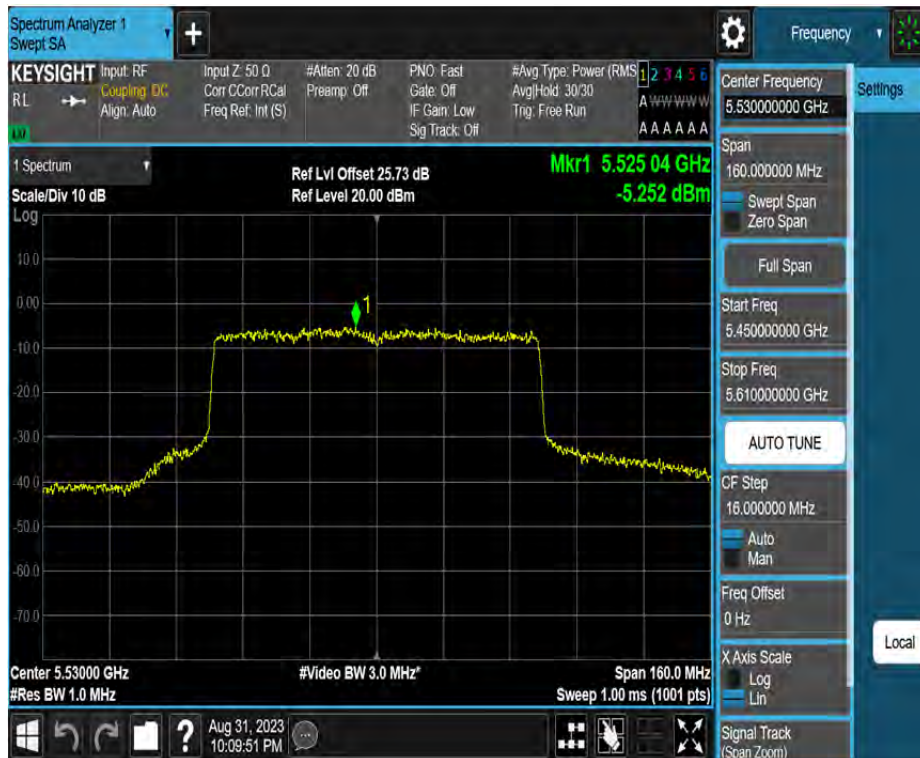 Spectrum Analyzer 1
Swept SA
+
Frequency
KEYSIGHT
RL
Input: RF
Coupling: DC
Align: Auto
Input Z: 50 Ω
Corr CCorr RCal
Freq Ref: Int (S)
#Atten: 20 dB
Preamp: Off
PNO: Fast
Gate: Off
IF Gain: Low
Sig Track: Off
#Avg Type: Power (RMS
Avg|Hold: 30/30
Trig: Free Run
1 2 3 4 5 6
A W W W W W
A A A A A A
1 Spectrum
Scale/Div 10 dB
Ref Lvl Offset 25.73 dB
Ref Level 20.00 dBm
Mkr1 5.525 04 GHz
-5.252 dBm
Log
10.0
0.00
-10.0
-20.0
-30.0
-40.0
-50.0
-60.0
-70.0
1
Center 5.53000 GHz
#Res BW 1.0 MHz
#Video BW 3.0 MHz*
Span 160.0 MHz
Sweep 1.00 ms (1001 pts)
?
Aug 31, 2023
10:09:51 PM
Center Frequency
5.530000000 GHz
Span
160.000000 MHz
Swept Span
Zero Span
Full Span
Start Freq
5.450000000 GHz
Stop Freq
5.610000000 GHz
AUTO TUNE
CF Step
16.000000 MHz
Auto
Man
Freq Offset
0 Hz
X Axis Scale
Log
Lin
Signal Track
(Span Zoom)
Settings
Local